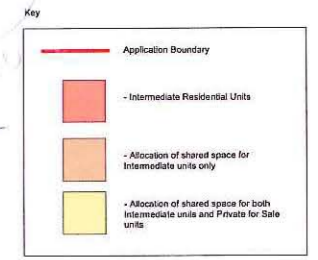 Key
Application Boundary
- Intermediate Residential Units
- Allocation of shared space for
Intermediate units only
- Allocation of shared space for both
Intermediate units and Private for Sale
units